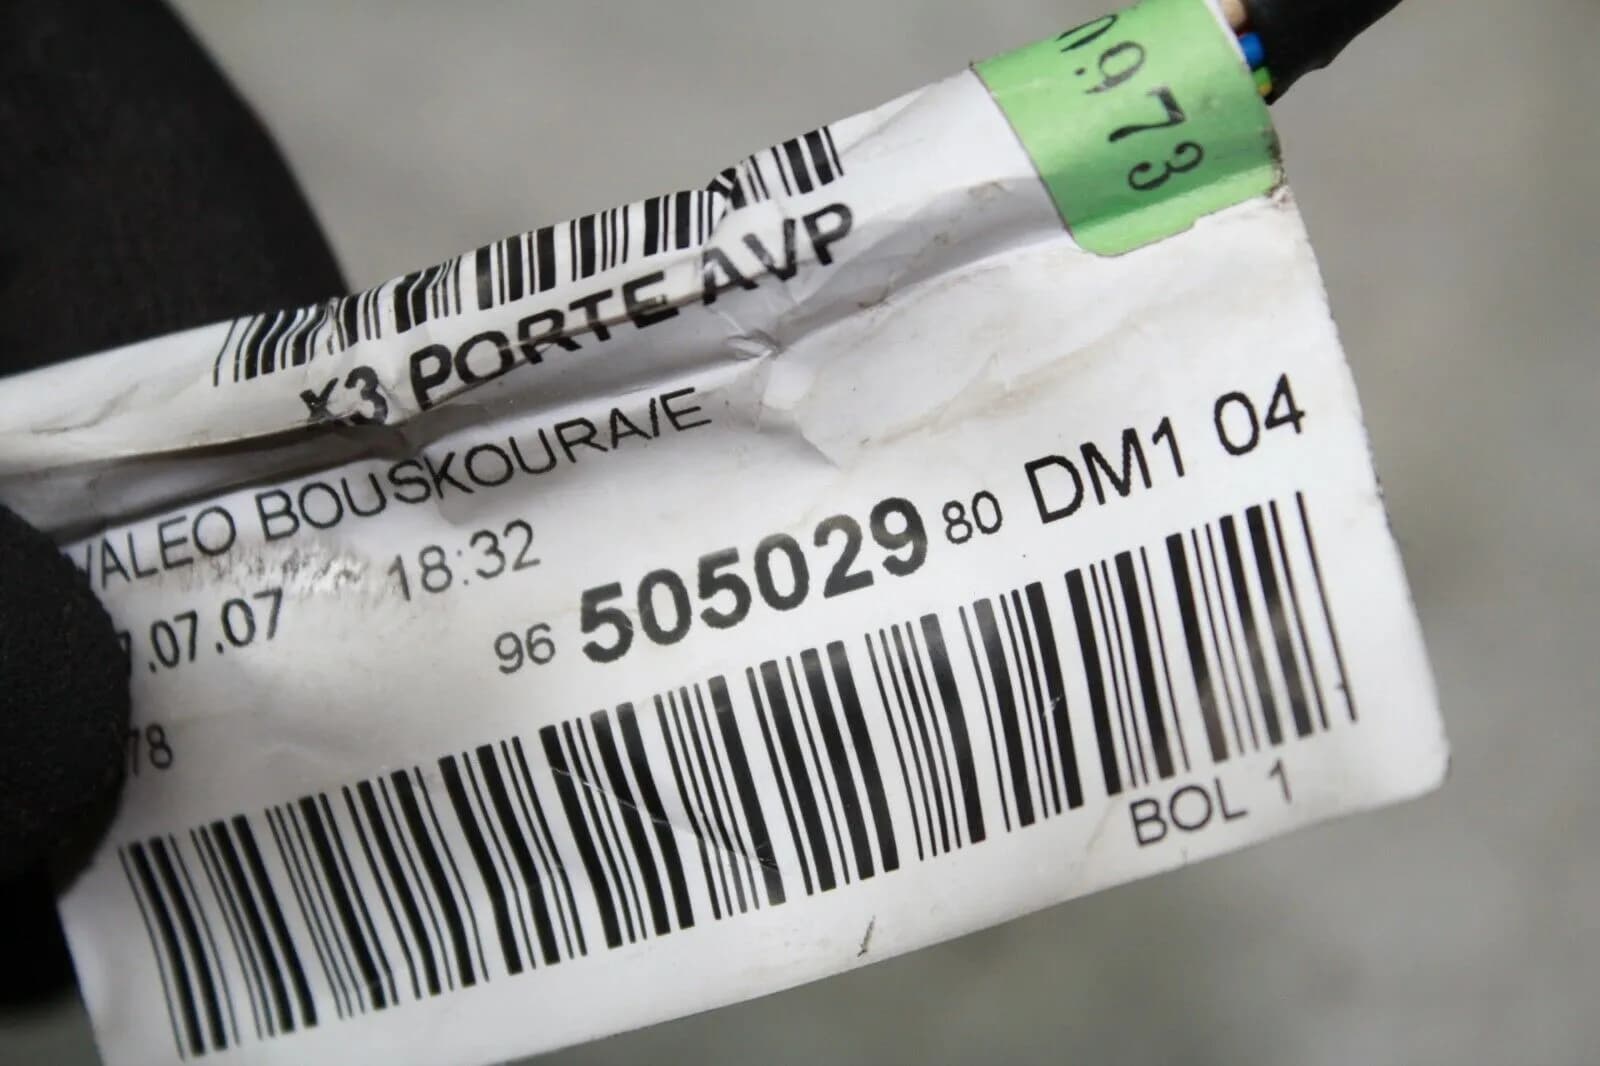 0.973
X3 PORTE AVP
VALEO BOUSKOURA/E
.07.07 18:32
96 505029 80 DM1 04
78
BOL 1